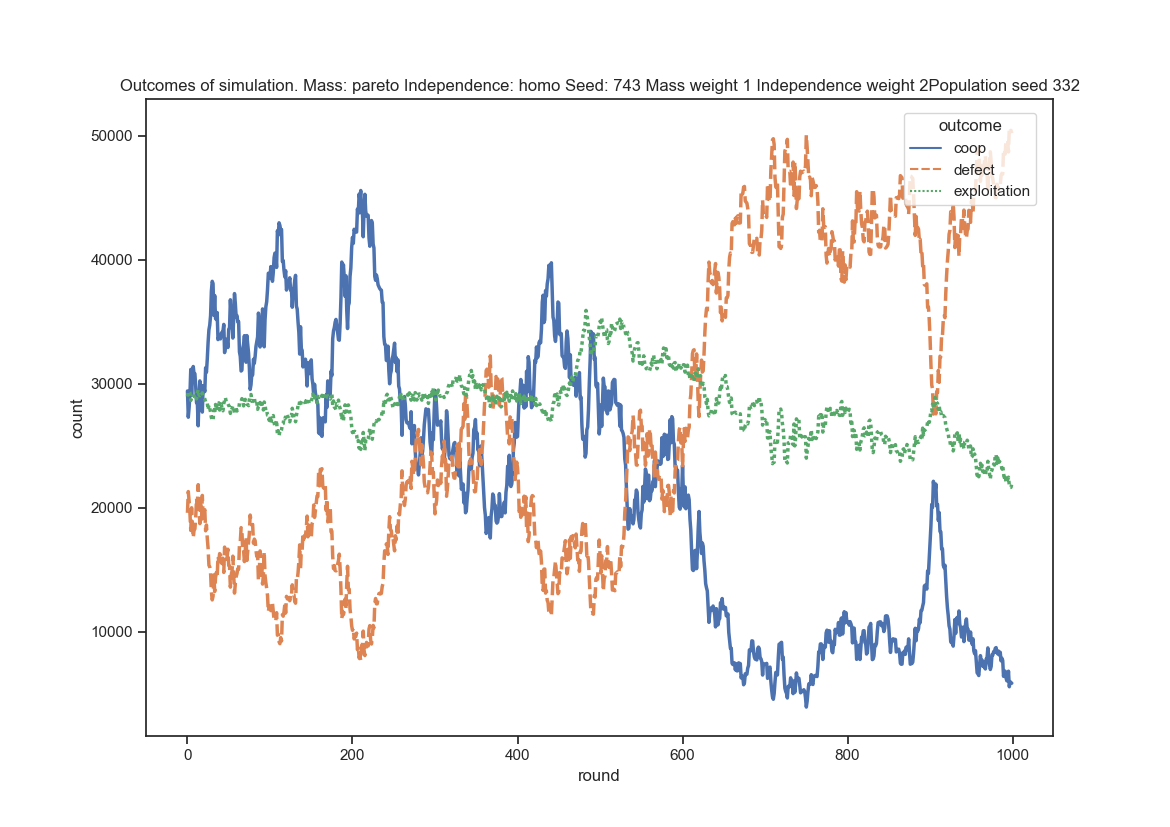 Outcomes of simulation. Mass: pareto Independence: homo Seed: 743 Mass weight 1 Independence weight 2Population seed 332
outcome
coop
defect
exploitation
50000
40000
30000
20000
10000
count
0 200 400 600 800 1000
round